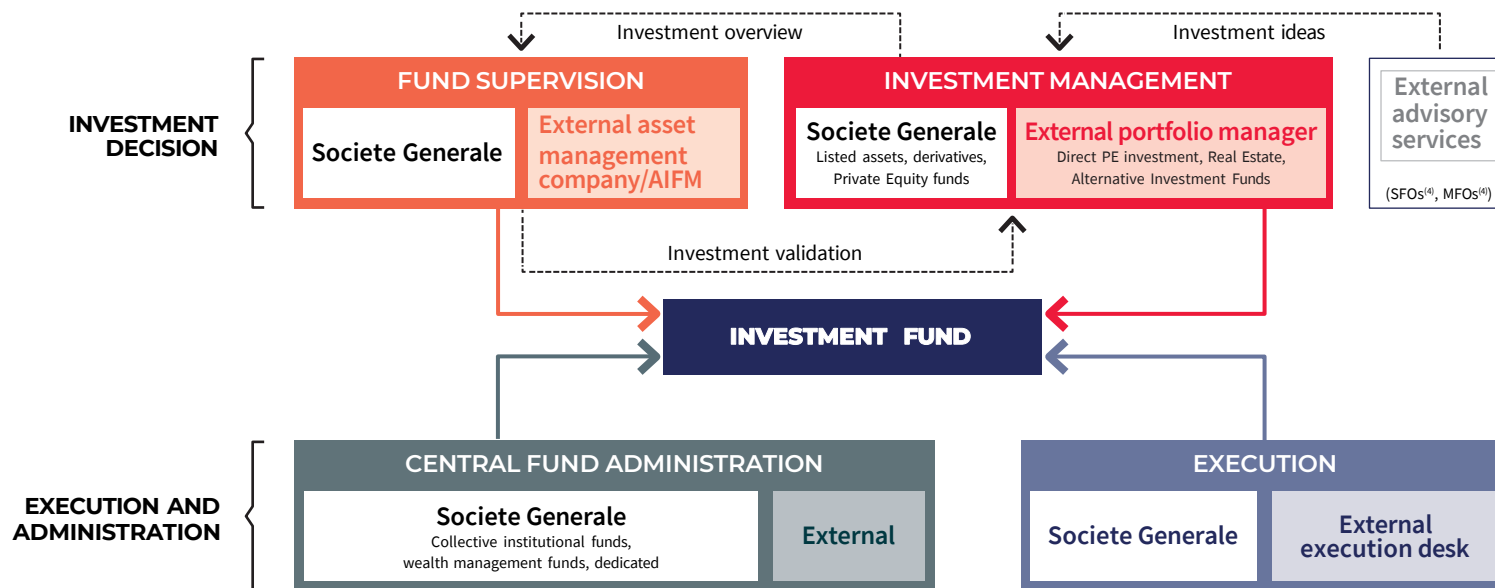 Investment overview
Investment ideas
INVESTMENT
DECISION
FUND SUPERVISION
Societe Generale
External asset
management
company/AIFM
INVESTMENT MANAGEMENT
Societe Generale
Listed assets, derivatives,
Private Equity funds
External portfolio manager
Direct PE investment, Real Estate,
Alternative Investment Funds
External
advisory
services
(SFOs(4), MFOs(4))
Investment validation
INVESTMENT FUND
EXECUTION AND
ADMINISTRATION
CENTRAL FUND ADMINISTRATION
Societe Generale
Collective institutional funds,
wealth management funds, dedicated
External
EXECUTION
Societe Generale
External
execution desk